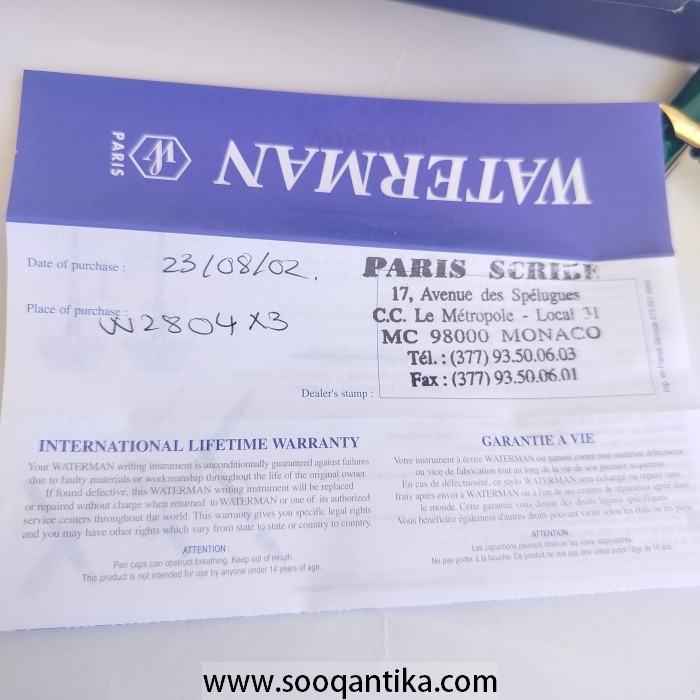 WATERMAN
PARIS
Date of purchase : 23/08/02.
Place of purchase : W2804 x3
PARIS SCRIBE
17, Avenue des Spélugues
C.C. Le Métropole - Local 31
MC 98000 MONACO
Tél. : (377) 93.50.06.03
Fax : (377) 93.50.06.01
Dealer's stamp :
INTERNATIONAL LIFETIME WARRANTY
Your WATERMAN writing instrument is unconditionally guaranteed against failures
due to faulty materials or workmanship throughout the life of the original owner.
If found defective, this WATERMAN writing instrument will be replaced
or repaired without charge when returned to WATERMAN or one of its authorized
service centers throughout the world. This warranty gives you specific legal rights
and you may have other rights which vary from state to state or country to country.
ATTENTION :
Pen caps can obstruct breathing. Keep out of mouth.
This product is not intended for use by anyone under 14 years of age.
GARANTIE A VIE
Votre instrument à écrire WATERMAN est garanti contre tout matériau défectueux
ou vice de fabrication tout au long de la vie de son premier acquéreur.
En cas de défectuosité, ce stylo WATERMAN sera échangé ou réparé sans
frais après envoi à WATERMAN ou à l'un de ses centres de réparation agréé dans
le monde. Cette garantie vous donne des droits légaux spécifiques.
Vous bénéficiez également d'autres droits pouvant varier selon les états ou les pays.
ATTENTION :
Les capuchons peuvent obstruer les voies respiratoires.
Ne pas porter à la bouche. Ce produit ne doit pas être utilisé avant l'âge de 14 ans.
www.sooqantika.com